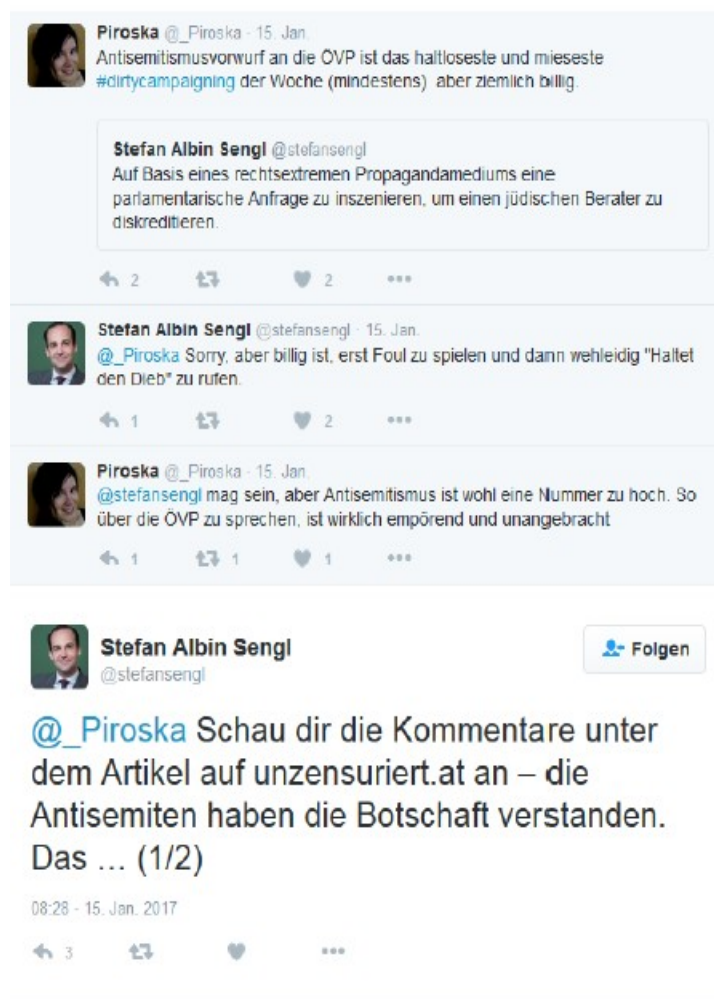 Piroska @_Piroska · 15. Jan.
Antisemitismusvorwurf an die ÖVP ist das haltloseste und mieseste
#dirtycampaigning der Woche (mindestens) aber ziemlich billig.
Stefan Albin Sengl @stefansengl
Auf Basis eines rechtsextremen Propagandamediums eine
parlamentarische Anfrage zu inszenieren, um einen jüdischen Berater zu
diskreditieren.
2 2
Stefan Albin Sengl @stefansengl · 15. Jan.
@_Piroska Sorry, aber billig ist, erst Foul zu spielen und dann wehleidig "Haltet
den Dieb" zu rufen.
1 2
Piroska @_Piroska · 15. Jan.
@stefansengl mag sein, aber Antisemitismus ist wohl eine Nummer zu hoch. So
über die ÖVP zu sprechen, ist wirklich empörend und unangebracht
1 1 1
Stefan Albin Sengl
@stefansengl
Folgen
@_Piroska Schau dir die Kommentare unter
dem Artikel auf unzensuriert.at an – die
Antisemiten haben die Botschaft verstanden.
Das … (1/2)
08:28 - 15. Jan. 2017
3